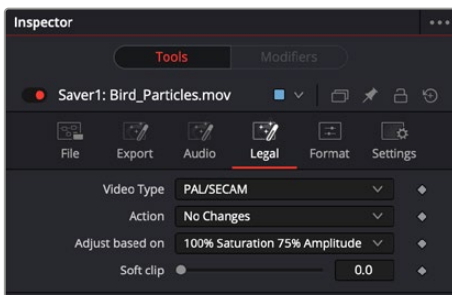 Inspector
Tools Modifiers
Saver1: Bird_Particles.mov
File Export Audio Legal Format Settings
Video Type PAL/SECAM
Action No Changes
Adjust based on 100% Saturation 75% Amplitude
Soft clip 0.0